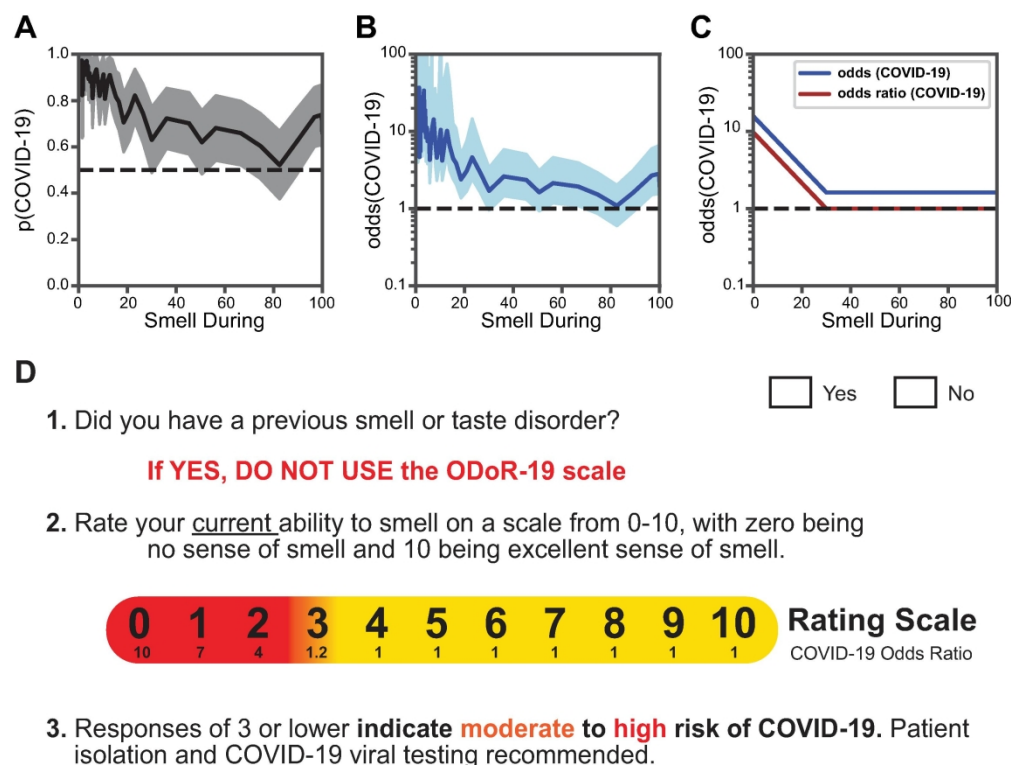 A
B
C
1.0
0.8
0.6
0.4
0.2
0.0
p(COVID-19)
0 20 40 60 80 100
Smell During
100
10
1
0.1
odds(COVID-19)
0 20 40 60 80 100
Smell During
100
10
1
0.1
odds(COVID-19)
odds (COVID-19)
odds ratio (COVID-19)
0 20 40 60 80 100
Smell During
D
Yes No
1. Did you have a previous smell or taste disorder?
If YES, DO NOT USE the ODoR-19 scale
2. Rate your current ability to smell on a scale from 0-10, with zero being
no sense of smell and 10 being excellent sense of smell.
0 1 2 3 4 5 6 7 8 9 10 Rating Scale
10 7 4 1.2 1 1 1 1 1 1 1 COVID-19 Odds Ratio
3. Responses of 3 or lower indicate moderate to high risk of COVID-19. Patient
isolation and COVID-19 viral testing recommended.